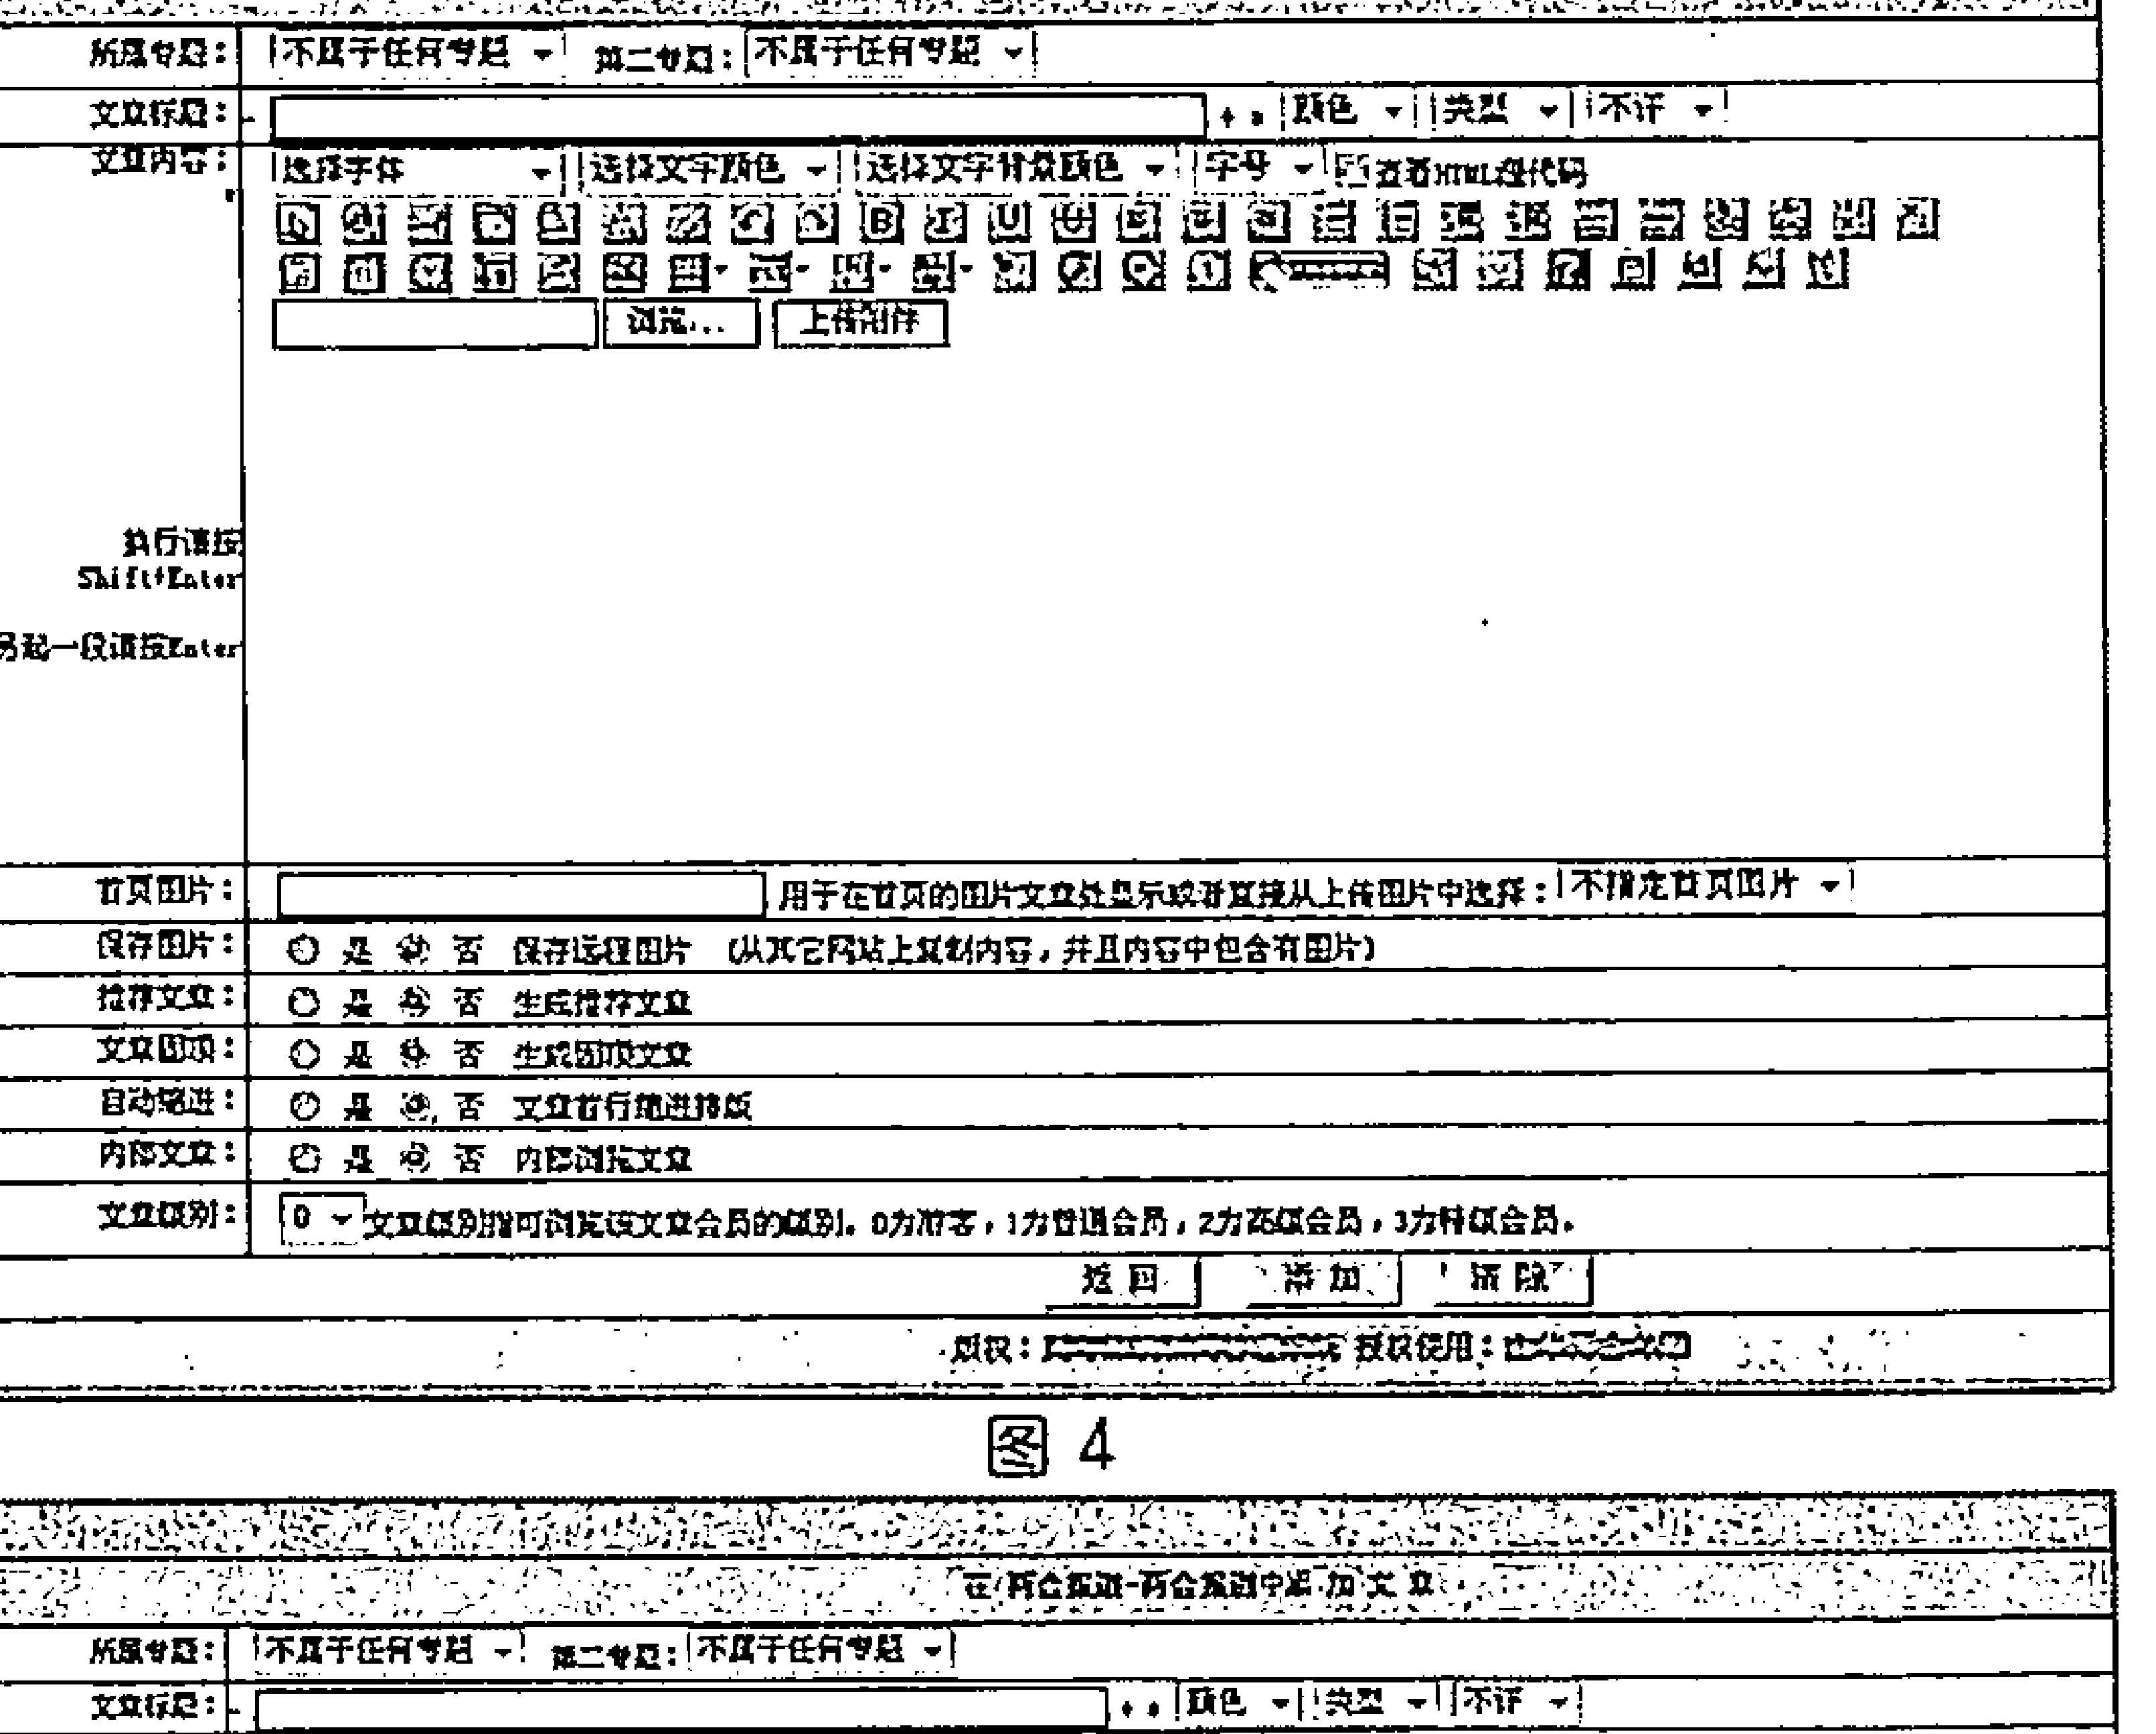 所属专题： 不属于任何专题 第二专题： 不属于任何专题
文章标题： 颜色 类型 不评
文章内容： 选择字体 选择文字颜色 选择文字背景颜色 字号 查看HTML源代码
B I U
浏览... 上传附件
换行请按
Shift+Enter
另起一段请按Enter
首页图片： 用于在首页的图片文章处显示或者直接从上传图片中选择： 不指定首页图片
保存图片： 是 否 保存远程图片 （从其它网站上复制内容，并且内容中包含有图片）
推荐文章： 是 否 生成推荐文章
文章固顶： 是 否 生成固顶文章
自动缩进： 是 否 文章首行缩进排版
内部文章： 是 否 内部浏览文章
文章级别： 0 文章级别指可浏览该文章会员的级别. 0为游客，1为普通会员，2为高级会员，3为特级会员.
返 回 添 加 清 除
版权： 授权使用：
图 4
所属专题： 不属于任何专题 第二专题： 不属于任何专题
文章标题： 颜色 类型 不评